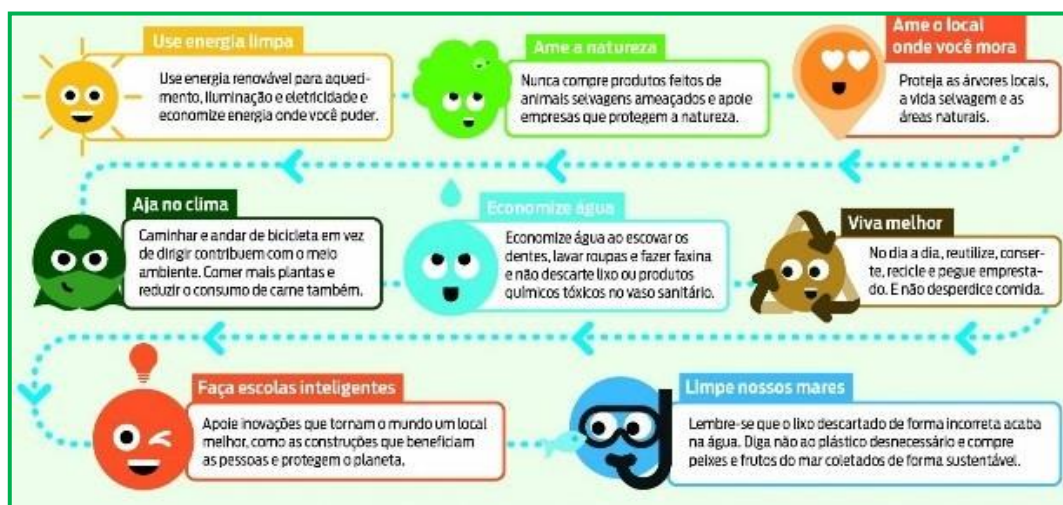 Use energia limpa
Use energia renovável para aqueci-
mento, iluminação e eletricidade e
economize energia onde você puder.
Ame a natureza
Nunca compre produtos feitos de
animais selvagens ameaçados e apoie
empresas que protegem a natureza.
Ame o local
onde você mora
Proteja as árvores locais,
a vida selvagem e as
áreas naturais.
Aja no clima
Caminhar e andar de bicicleta em vez
de dirigir contribuem com o meio
ambiente. Comer mais plantas e
reduzir o consumo de carne também.
Economize água
Economize água ao escovar os
dentes, lavar roupas e fazer faxina
e não descarte lixo ou produtos
químicos tóxicos no vaso sanitário.
Viva melhor
No dia a dia, reutilize, conser-
te, recicle e pegue empresta-
do. E não desperdice comida.
Faça escolas inteligentes
Apoie inovações que tornam o mundo um local
melhor, como as construções que beneficiam
as pessoas e protegem o planeta.
Limpe nossos mares
Lembre-se que o lixo descartado de forma incorreta acaba
na água. Diga não ao plástico desnecessário e compre
peixes e frutos do mar coletados de forma sustentável.